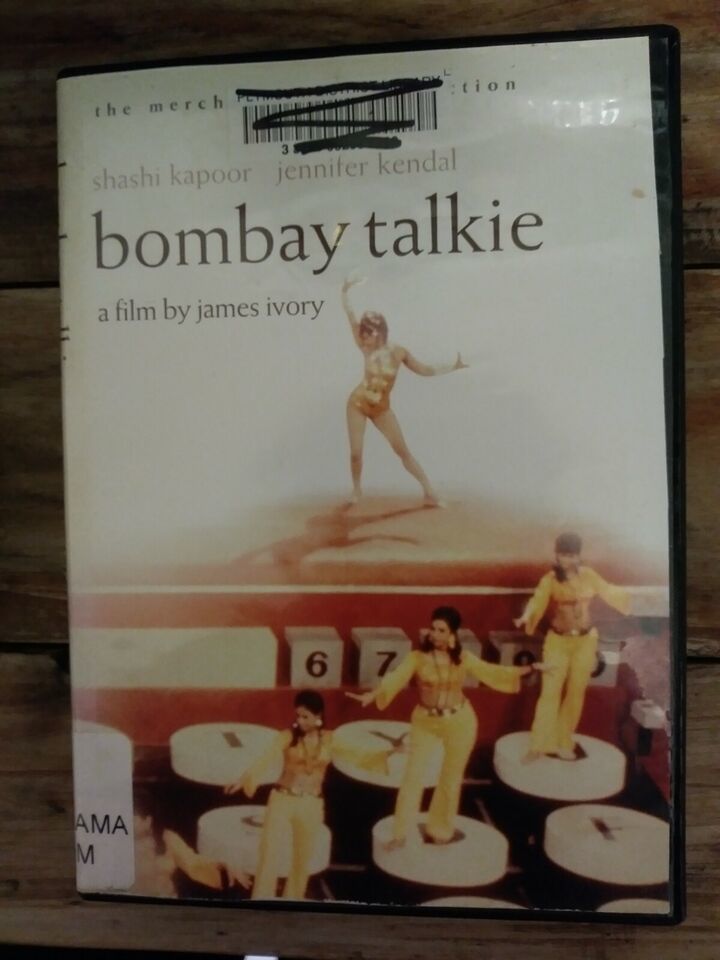 the merch
:tion
shashi kapoor jennifer kendal
bombay talkie
a film by james ivory
6 7
AMA
M